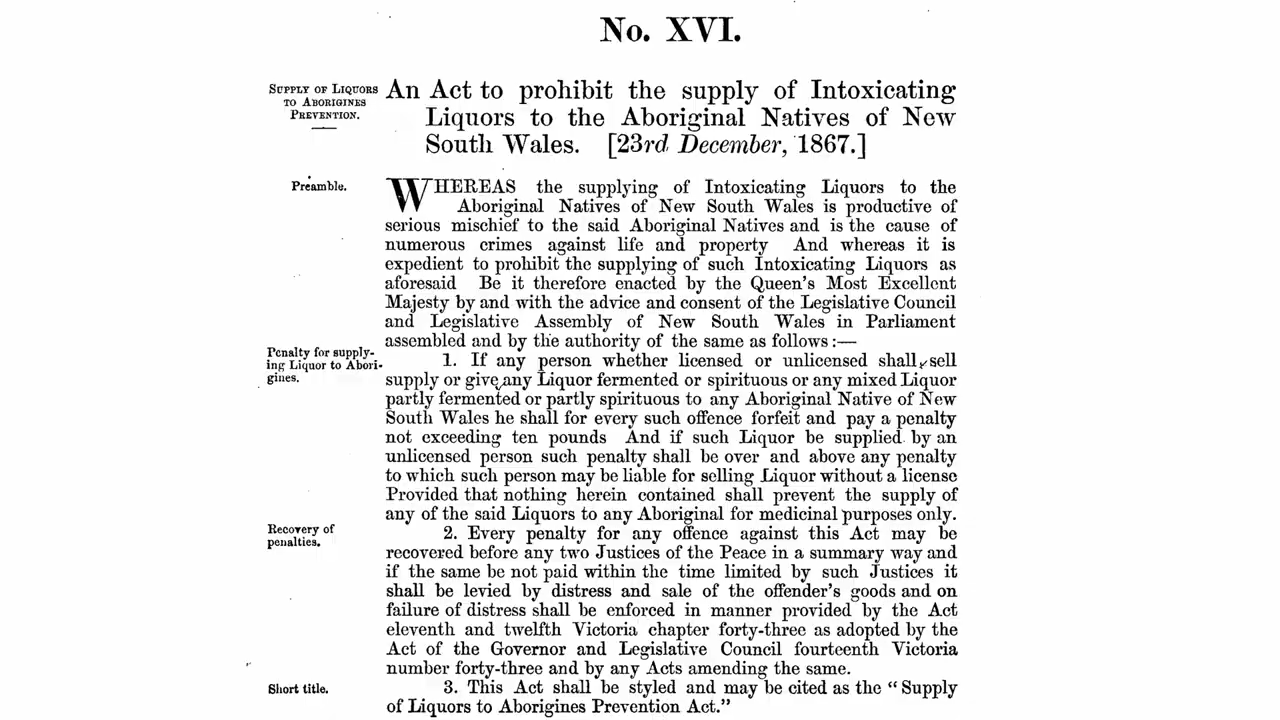 No. XVI.
SUPPLY OF LIQUORS
TO ABORIGINES
PREVENTION.
An Act to prohibit the supply of Intoxicating
Liquors to the Aboriginal Natives of New
South Wales. [23rd December, 1867.]
Preamble.
WHEREAS the supplying of Intoxicating Liquors to the
Aboriginal Natives of New South Wales is productive of
serious mischief to the said Aboriginal Natives and is the cause of
numerous crimes against life and property And whereas it is
expedient to prohibit the supplying of such Intoxicating Liquors as
aforesaid Be it therefore enacted by the Queen's Most Excellent
Majesty by and with the advice and consent of the Legislative Council
and Legislative Assembly of New South Wales in Parliament
assembled and by the authority of the same as follows:—
Penalty for supply-
ing Liquor to Abori-
gines.
1. If any person whether licensed or unlicensed shall sell
supply or give any Liquor fermented or spirituous or any mixed Liquor
partly fermented or partly spirituous to any Aboriginal Native of New
South Wales he shall for every such offence forfeit and pay a penalty
not exceeding ten pounds And if such Liquor be supplied by an
unlicensed person such penalty shall be over and above any penalty
to which such person may be liable for selling Liquor without a license
Provided that nothing herein contained shall prevent the supply of
any of the said Liquors to any Aboriginal for medicinal purposes only.
Recovery of
penalties.
2. Every penalty for any offence against this Act may be
recovered before any two Justices of the Peace in a summary way and
if the same be not paid within the time limited by such Justices it
shall be levied by distress and sale of the offender's goods and on
failure of distress shall be enforced in manner provided by the Act
eleventh and twelfth Victoria chapter forty-three as adopted by the
Act of the Governor and Legislative Council fourteenth Victoria
number forty-three and by any Acts amending the same.
Short title.
3. This Act shall be styled and may be cited as the "Supply
of Liquors to Aborigines Prevention Act."